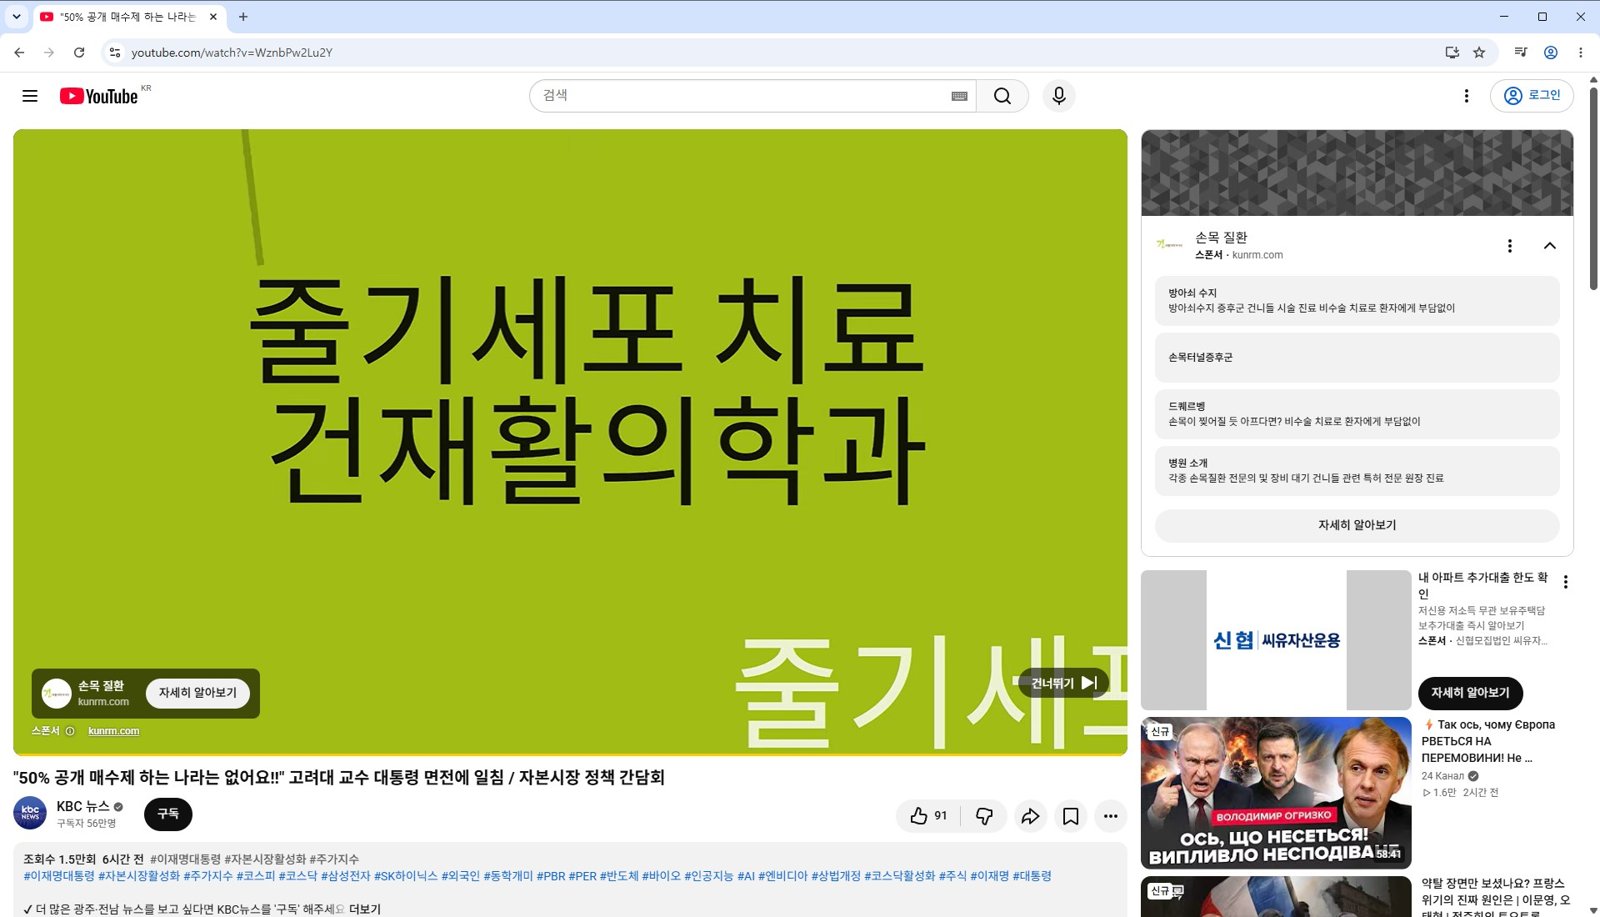 "50% 공개 매수제 하는 나라는
youtube.com/watch?v=WznbPw2Lu2Y
YouTube KR
검색
로그인
줄기세포 치료
건재활의학과
줄기세포
손목 질환
kunrm.com
자세히 알아보기
건너뛰기
스폰서
kunrm.com
"50% 공개 매수제 하는 나라는 없어요!!" 고려대 교수 대통령 면전에 일침 / 자본시장 정책 간담회
kbc NEWS
KBC 뉴스
구독자 56만명
구독
91
조회수 1.5만회 6시간 전 #이재명대통령 #자본시장활성화 #주가지수
#이재명대통령 #자본시장활성화 #주가지수 #코스피 #코스닥 #삼성전자 #SK하이닉스 #외국인 #동학개미 #PBR #PER #반도체 #바이오 #인공지능 #AI #엔비디아 #상법개정 #코스닥활성화 #주식 #이재명 #대통령
✓ 더 많은 광주·전남 뉴스를 보고 싶다면 KBC뉴스를 '구독' 해주세요 더보기
손목 질환
스폰서 · kunrm.com
방아쇠 수지
방아쇠수지 증후군 건니들 시술 진료 비수술 치료로 환자에게 부담없이
손목터널증후군
드퀘르벵
손목이 찢어질 듯 아프다면? 비수술 치료로 환자에게 부담없이
병원 소개
각종 손목질환 전문의 및 장비 대기 건니들 관련 특허 전문 원장 진료
자세히 알아보기
신협 씨유자산운용
내 아파트 추가대출 한도 확
인
저신용 저소득 무관 보유주택담
보추가대출 즉시 알아보기
스폰서 · 신협모집법인 씨유자...
자세히 알아보기
신규
ВОЛОДИМИР ОГРИЗКО
ОСЬ, ЩО НЕСЕТЬСЯ!
ВИПЛИВЛО НЕСПОДІВА
58:41
Так ось, чому Європа
РВЕТЬСЯ НА
ПЕРЕМОВИНИ! Не ...
24 Канал
1.6만 2시간 전
신규
약탈 장면만 보셨나요? 프랑스
위기의 진짜 원인은 | 이문영, 오